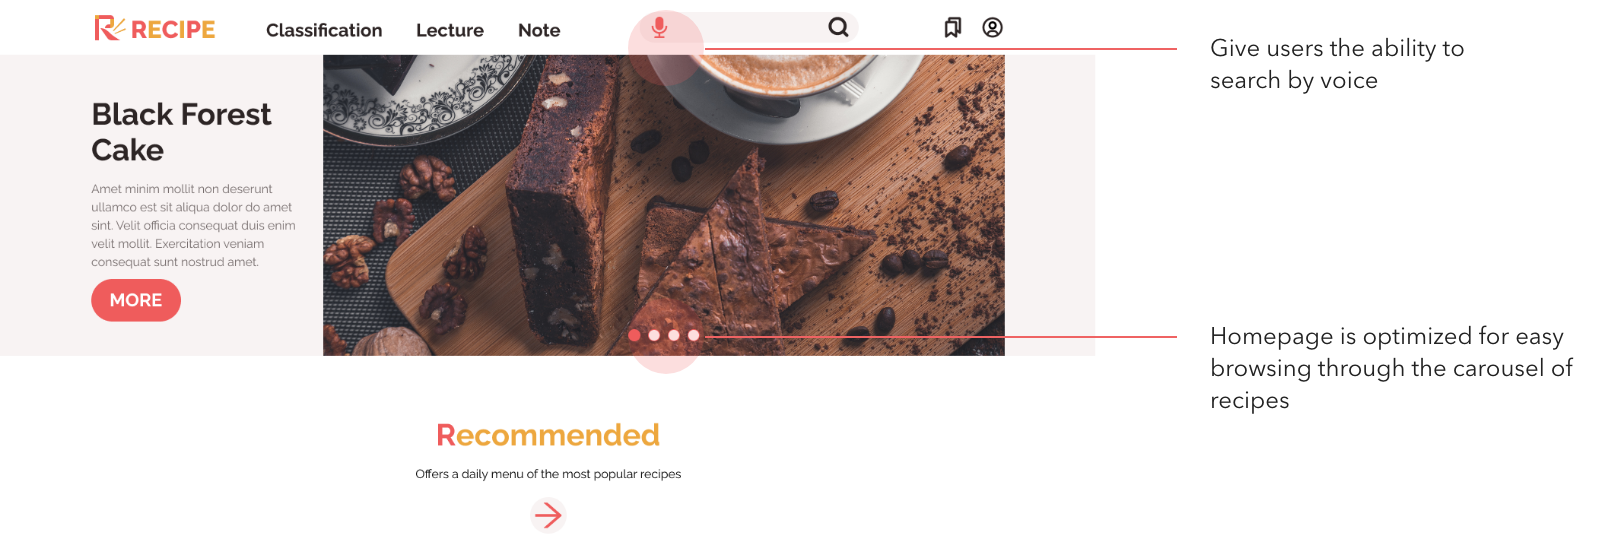 RECIPE
Classification
Lecture
Note
Give users the ability to
search by voice
Black Forest
Cake
Amet minim mollit non deserunt
ullamco est sit aliqua dolor do amet
sint. Velit officia consequat duis enim
velit mollit. Exercitation veniam
consequat sunt nostrud amet.
MORE
Homepage is optimized for easy
browsing through the carousel of
recipes
Recommended
Offers a daily menu of the most popular recipes